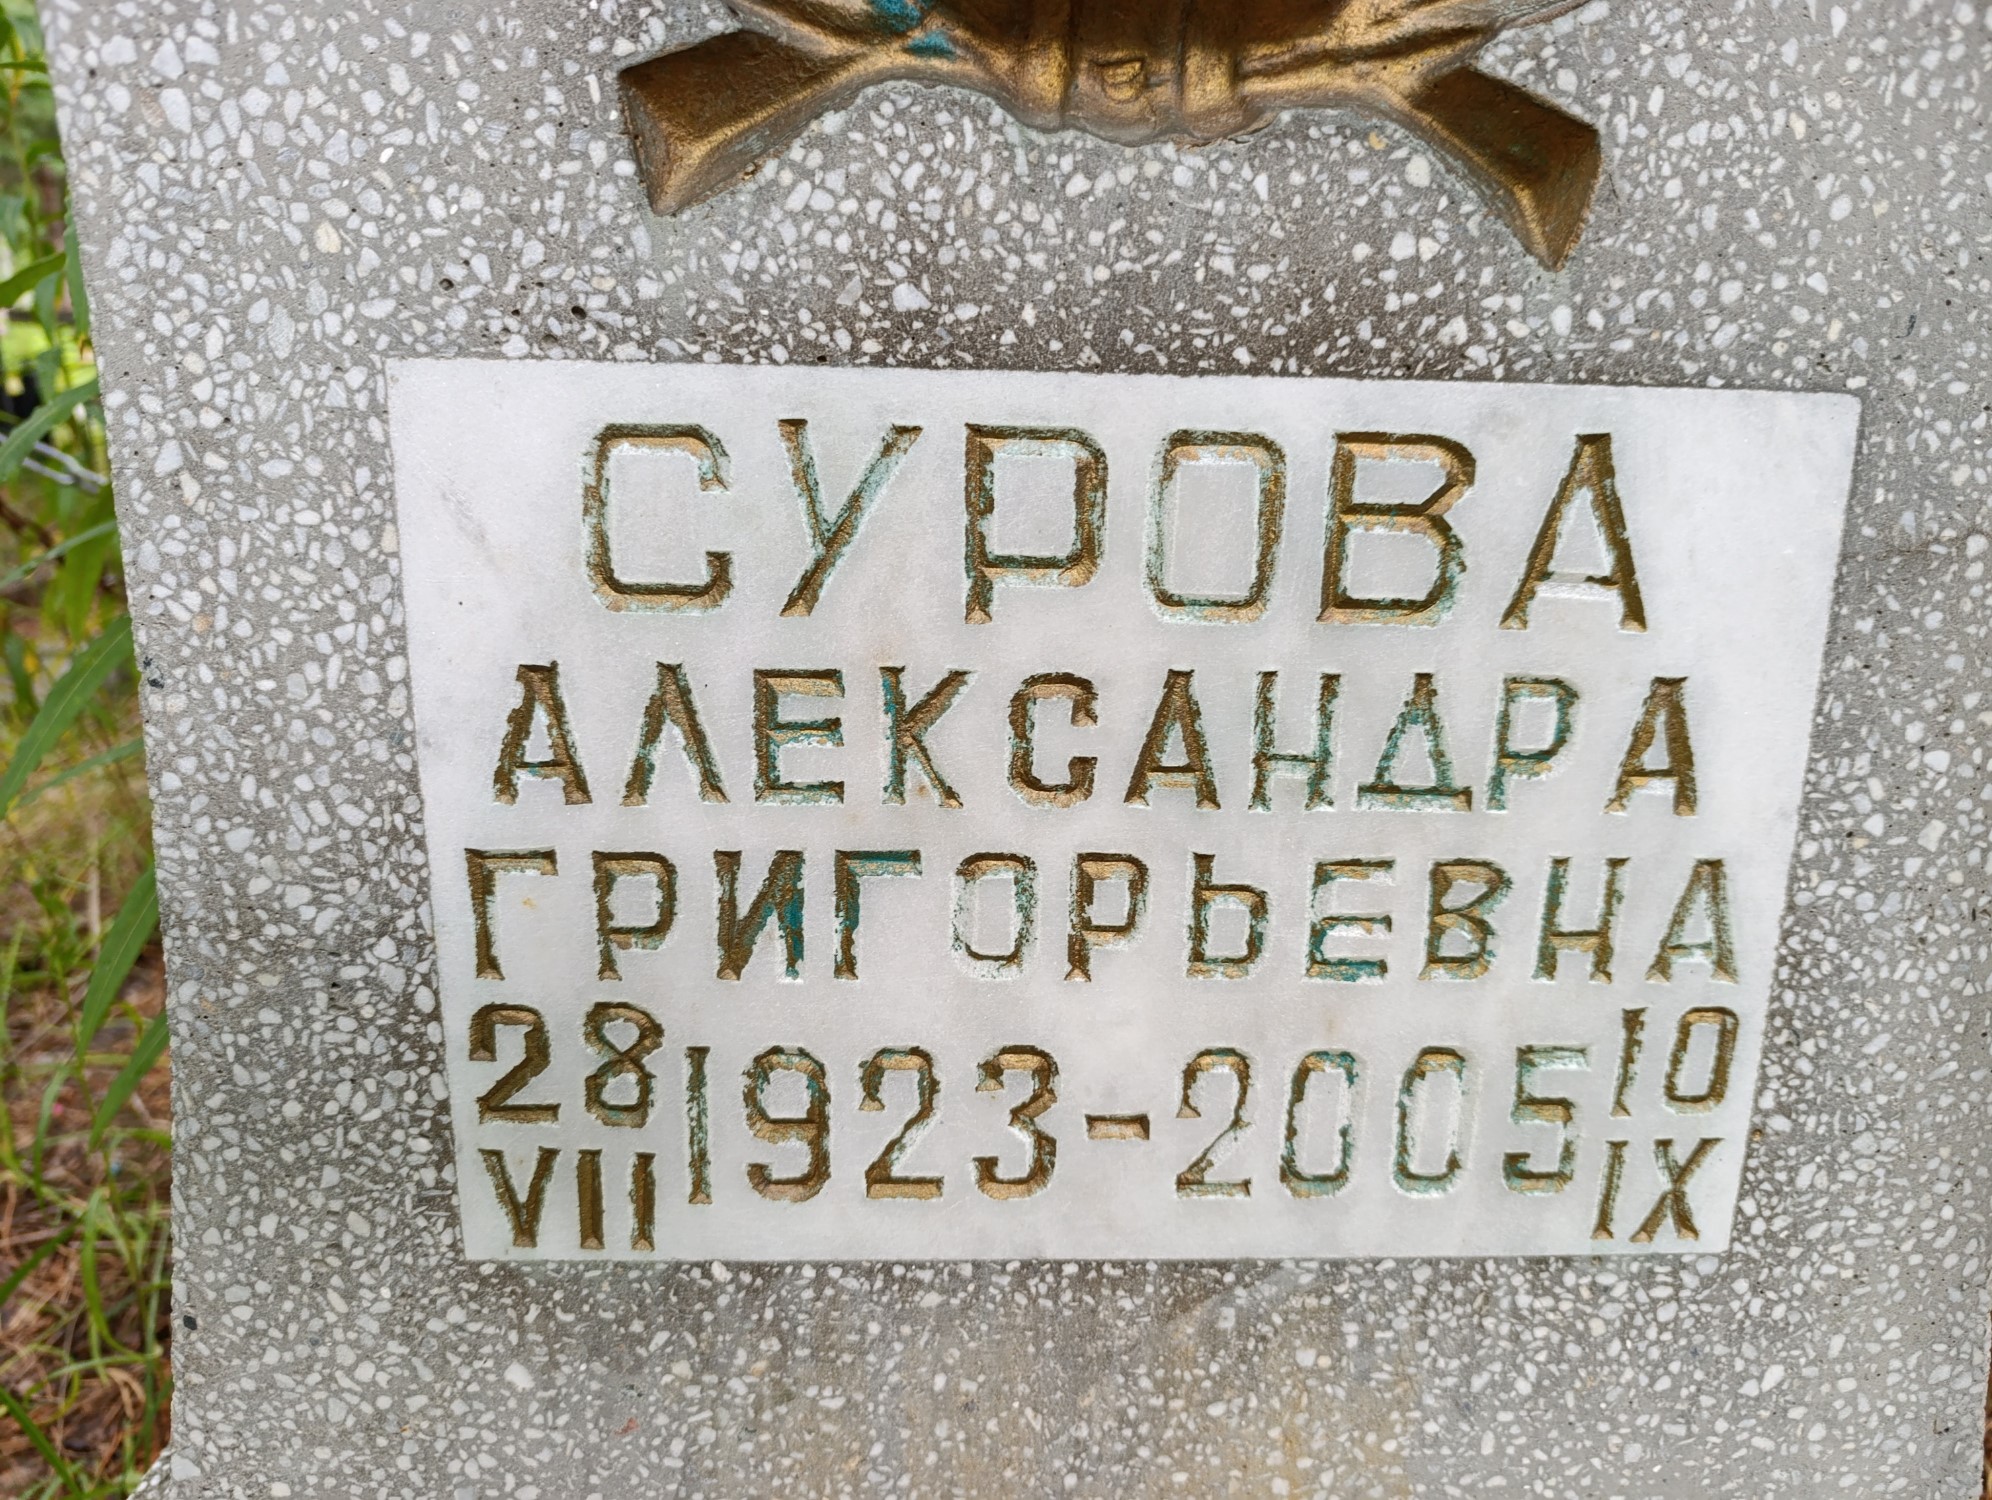 СУРОВА
АЛЕКСАНДРА
ГРИГОРЬЕВНА
28 VII 1923-2005 10 IX